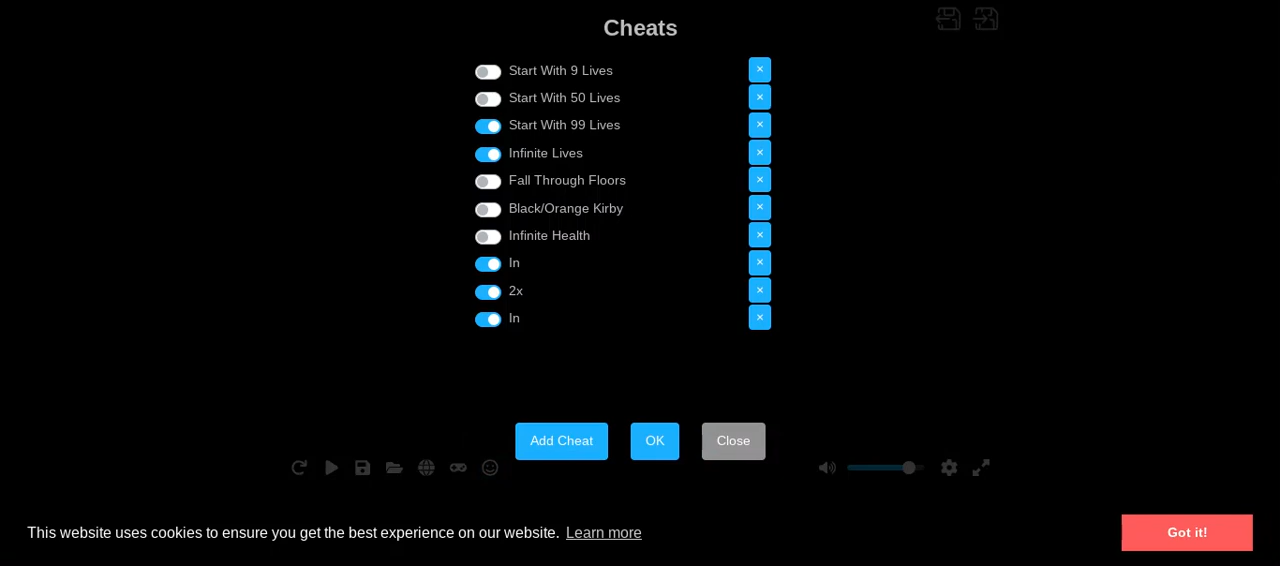 Cheats
Start With 9 Lives ×
Start With 50 Lives ×
Start With 99 Lives ×
Infinite Lives ×
Fall Through Floors ×
Black/Orange Kirby ×
Infinite Health ×
In ×
2x ×
In ×
Add Cheat OK Close
This website uses cookies to ensure you get the best experience on our website. Learn more Got it!